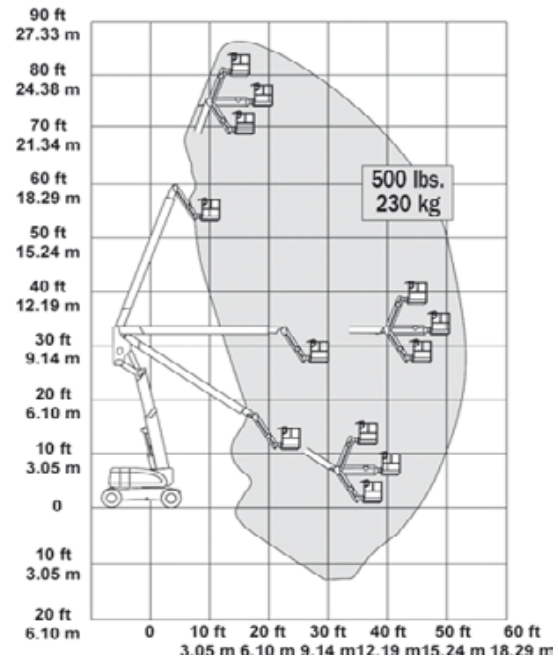 90 ft
27.33 m
80 ft
24.38 m
70 ft
21.34 m
60 ft
18.29 m
50 ft
15.24 m
40 ft
12.19 m
30 ft
9.14 m
20 ft
6.10 m
10 ft
3.05 m
0
10 ft
3.05 m
20 ft
6.10 m
500 lbs.
230 kg
0 10 ft 20 ft 30 ft 40 ft 50 ft 60 ft
3.05 m 6.10 m 9.14 m12.19 m15.24 m 18.29 m